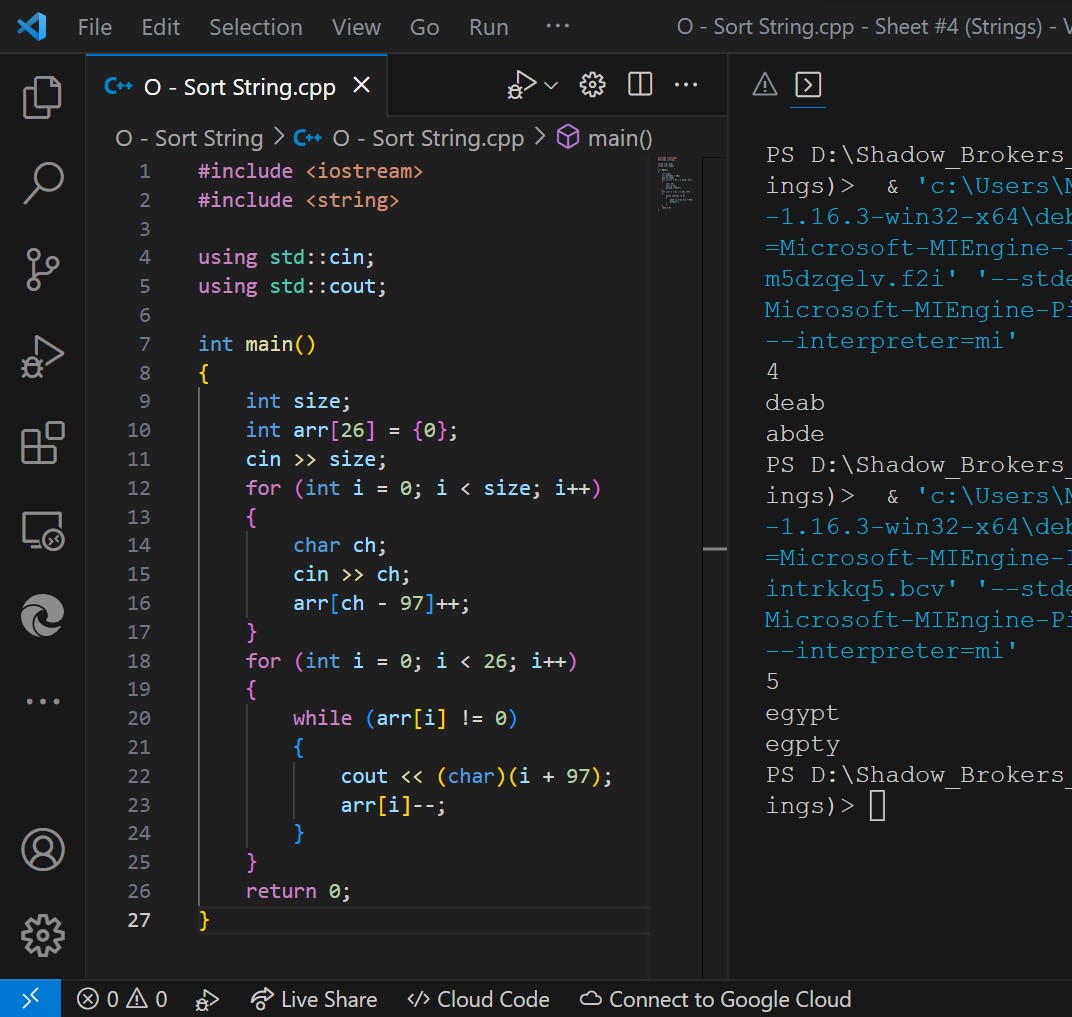 File Edit Selection View Go Run ··· O - Sort String.cpp - Sheet #4 (Strings) - V
C++ O - Sort String.cpp
O - Sort String > C++ O - Sort String.cpp > main()
1 #include <iostream>
2 #include <string>
3
4 using std::cin;
5 using std::cout;
6
7 int main()
8 {
9 int size;
10 int arr[26] = {0};
11 cin >> size;
12 for (int i = 0; i < size; i++)
13 {
14 char ch;
15 cin >> ch;
16 arr[ch - 97]++;
17 }
18 for (int i = 0; i < 26; i++)
19 {
20 while (arr[i] != 0)
21 {
22 cout << (char)(i + 97);
23 arr[i]--;
24 }
25 }
26 return 0;
27 }
PS D:\Shadow_Brokers_
ings)> & 'c:\Users\M
-1.16.3-win32-x64\deb
=Microsoft-MIEngine-I
m5dzqelv.f2i' '--stde
Microsoft-MIEngine-Pi
--interpreter=mi'
4
deab
abde
PS D:\Shadow_Brokers_
ings)> & 'c:\Users\M
-1.16.3-win32-x64\deb
=Microsoft-MIEngine-I
intrkkq5.bcv' '--stde
Microsoft-MIEngine-Pi
--interpreter=mi'
5
egypt
egpty
PS D:\Shadow_Brokers_
ings)>
0 0 Live Share Cloud Code Connect to Google Cloud